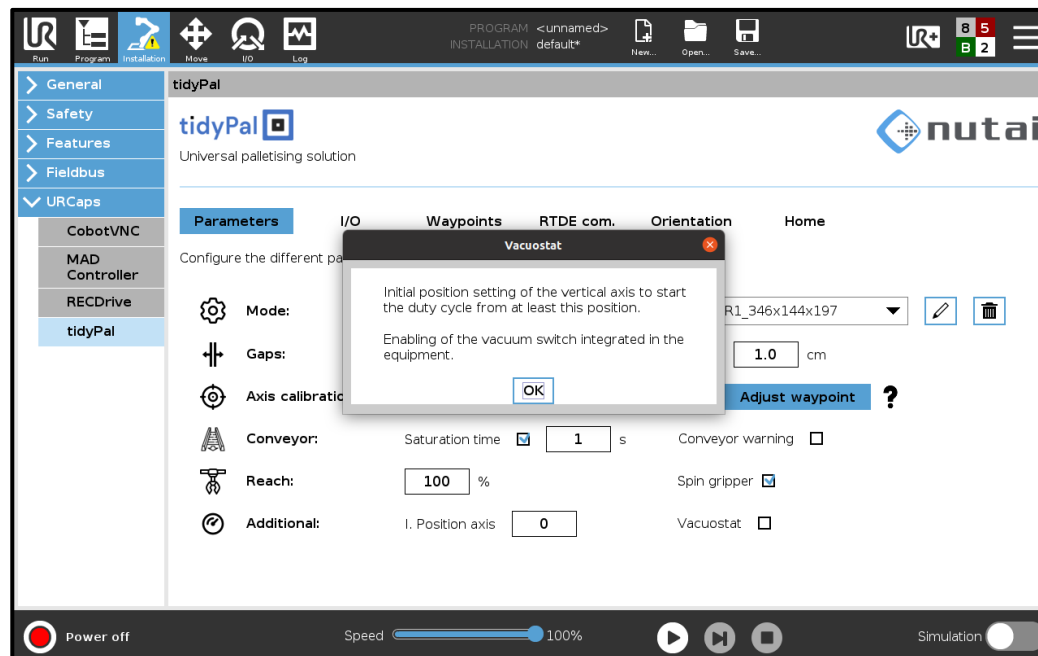 PROGRAM <unnamed>
INSTALLATION default*
Run Program Installation Move I/O Log New... Open... Save...
UR+
8 5
B 2
General
Safety
Features
Fieldbus
URCaps
CobotVNC
MAD
Controller
RECDrive
tidyPal
tidyPal
tidyPal
nutai
Universal palletising solution
Parameters I/O Waypoints RTDE com. Orientation Home
Configure the different pa
Vacuostat
Initial position setting of the vertical axis to start
the duty cycle from at least this position.
Enabling of the vacuum switch integrated in the
equipment.
OK
Mode: R1_346x144x197
Gaps: 1.0 cm
Axis calibratio Adjust waypoint ?
Conveyor: Saturation time 1 s Conveyor warning
Reach: 100 % Spin gripper
Additional: I. Position axis 0 Vacuostat
Power off Speed 100% Simulation